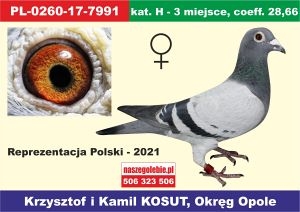 PL-0260-17-7991
kat. H - 3 miejsce, coeff. 28,66
Reprezentacja Polski - 2021
naszegolebie.pl
506 323 506
Krzysztof i Kamil KOSUT, Okręg Opole